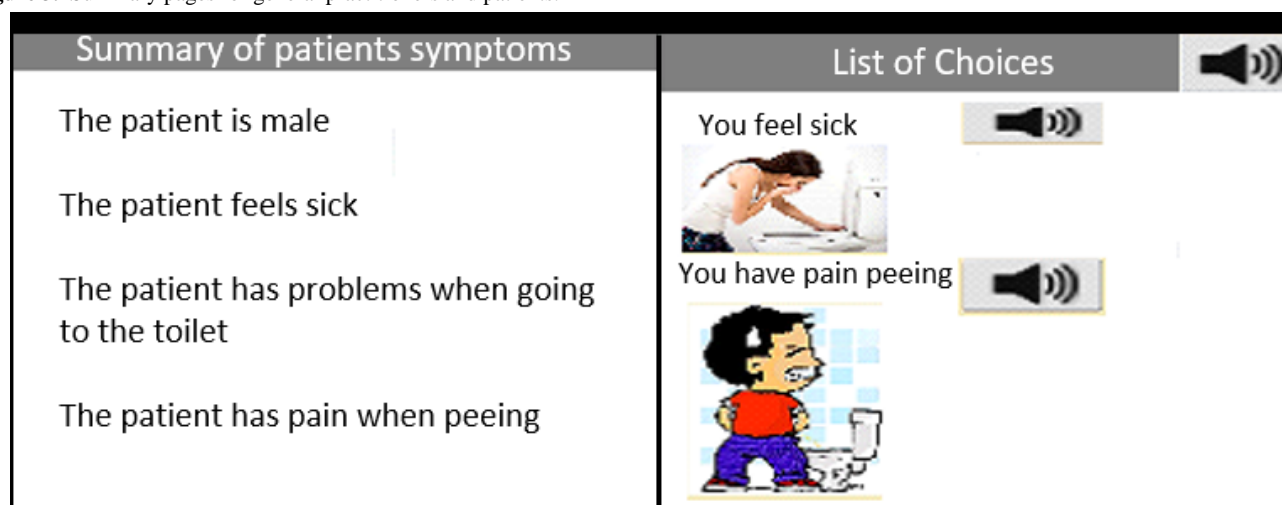 Summary of patients symptoms
The patient is male
The patient feels sick
The patient has problems when going
to the toilet
The patient has pain when peeing
List of Choices
You feel sick
You have pain peeing